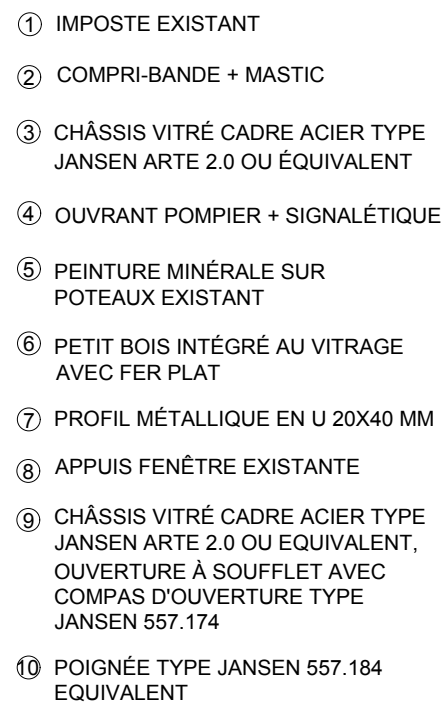 1 IMPOSTE EXISTANT
2 COMPRI-BANDE + MASTIC
3 CHÂSSIS VITRÉ CADRE ACIER TYPE
JANSEN ARTE 2.0 OU ÉQUIVALENT
4 OUVRANT POMPIER + SIGNALÉTIQUE
5 PEINTURE MINÉRALE SUR
POTEAUX EXISTANT
6 PETIT BOIS INTÉGRÉ AU VITRAGE
AVEC FER PLAT
7 PROFIL MÉTALLIQUE EN U 20X40 MM
8 APPUIS FENÊTRE EXISTANTE
9 CHÂSSIS VITRÉ CADRE ACIER TYPE
JANSEN ARTE 2.0 OU EQUIVALENT,
OUVERTURE À SOUFFLET AVEC
COMPAS D'OUVERTURE TYPE
JANSEN 557.174
10 POIGNÉE TYPE JANSEN 557.184
EQUIVALENT